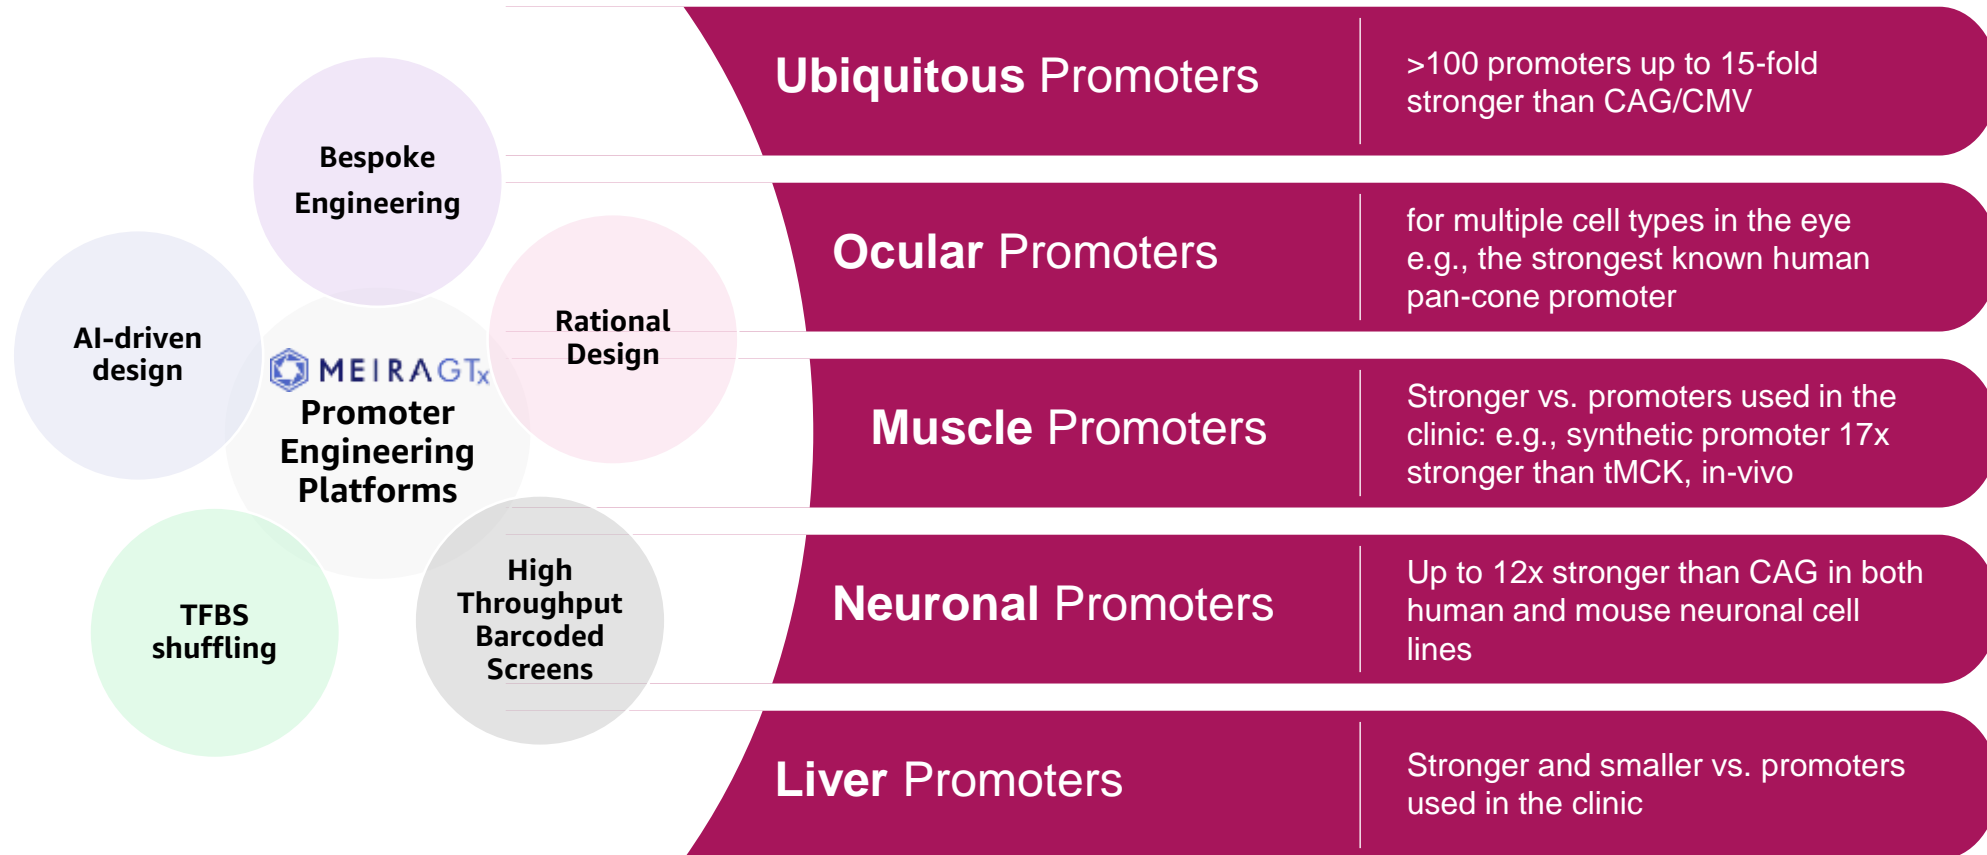 Bespoke
Engineering
AI-driven
design
Rational
Design
MEIRAGTx
Promoter
Engineering
Platforms
TFBS
shuffling
High
Throughput
Barcoded
Screens
Ubiquitous Promoters
>100 promoters up to 15-fold
stronger than CAG/CMV
Ocular Promoters
for multiple cell types in the eye
e.g., the strongest known human
pan-cone promoter
Muscle Promoters
Stronger vs. promoters used in the
clinic: e.g., synthetic promoter 17x
stronger than tMCK, in-vivo
Neuronal Promoters
Up to 12x stronger than CAG in both
human and mouse neuronal cell
lines
Liver Promoters
Stronger and smaller vs. promoters
used in the clinic